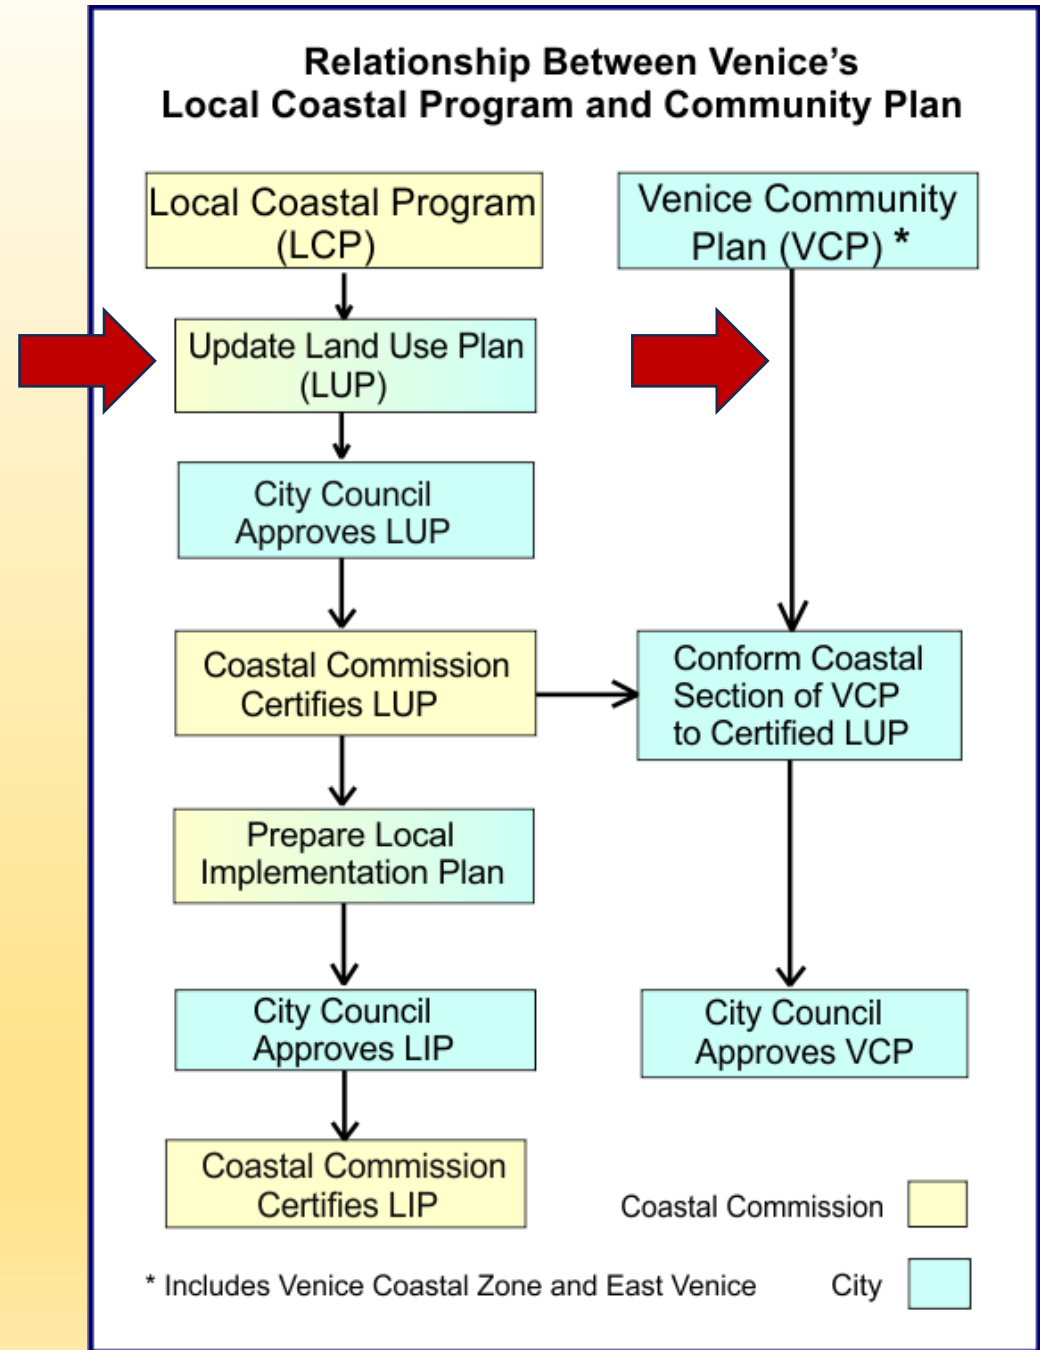 Relationship Between Venice's
Local Coastal Program and Community Plan
Local Coastal Program
(LCP)
Venice Community
Plan (VCP) *
Update Land Use Plan
(LUP)
City Council
Approves LUP
Coastal Commission
Certifies LUP
Conform Coastal
Section of VCP
to Certified LUP
Prepare Local
Implementation Plan
City Council
Approves LIP
City Council
Approves VCP
Coastal Commission
Certifies LIP
Coastal Commission
* Includes Venice Coastal Zone and East Venice
City